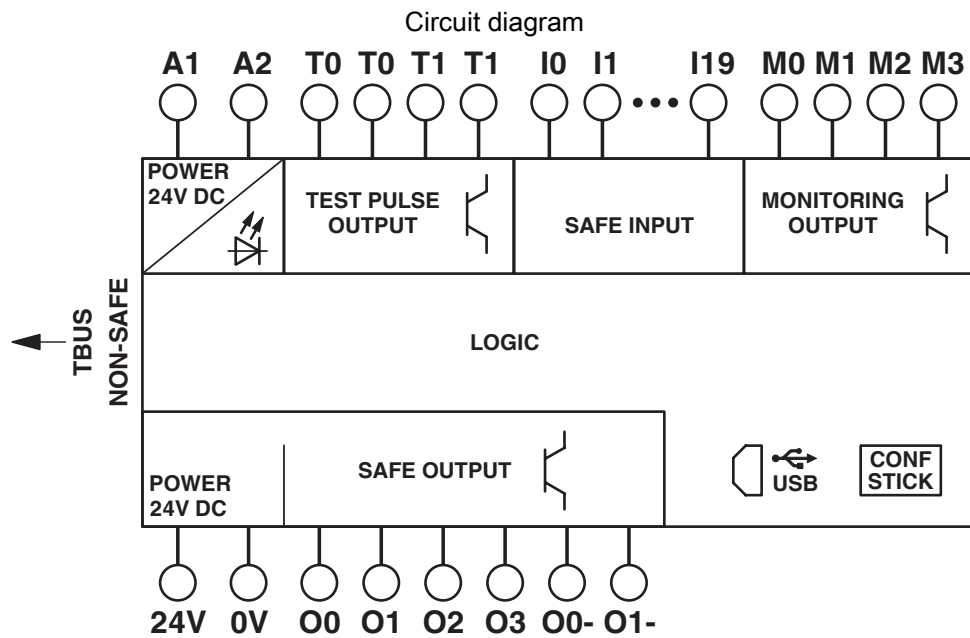 Circuit diagram
A1 A2 T0 T0 T1 T1 I0 I1 I19 M0 M1 M2 M3
POWER
24V DC
TEST PULSE
OUTPUT
SAFE INPUT
MONITORING
OUTPUT
TBUS
NON-SAFE
LOGIC
POWER
24V DC
SAFE OUTPUT
USB
CONF
STICK
24V 0V O0 O1 O2 O3 O0- O1-